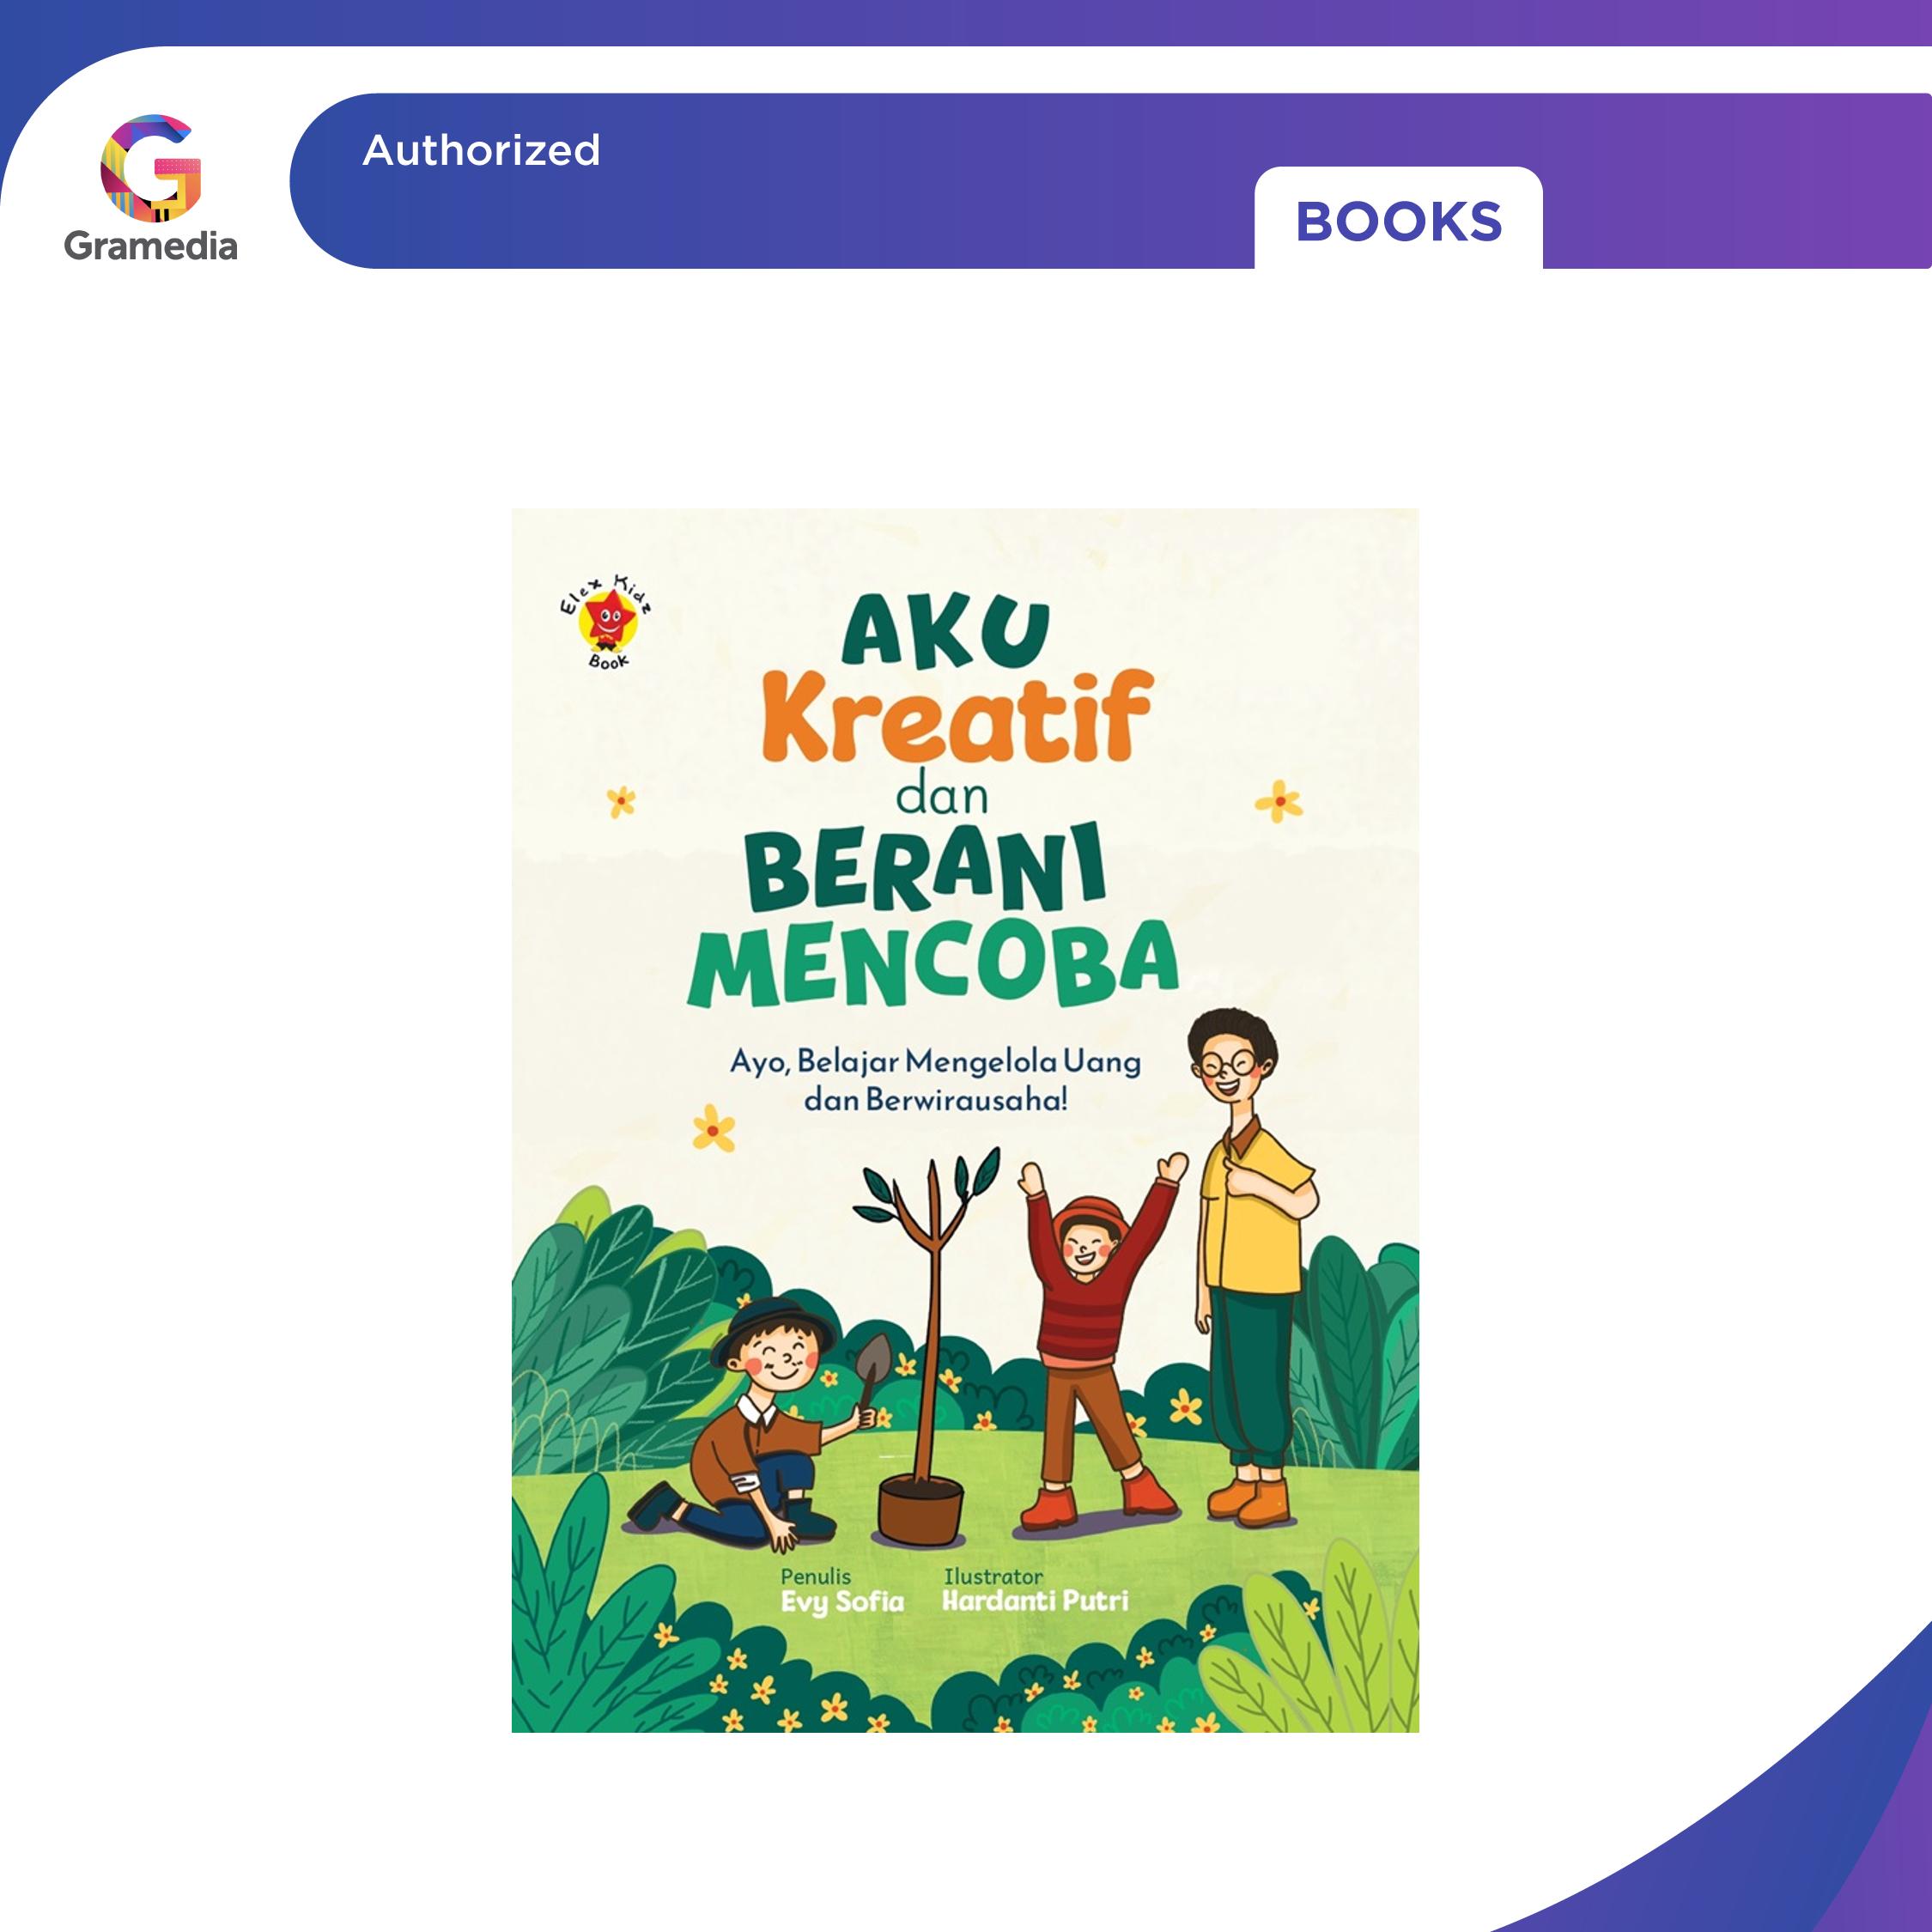 Authorized
Gramedia
BOOKS
Elex Kidz
Book
AKU
Kreatif
dan
BERANI
MENCOBA
Ayo, Belajar Mengelola Uang
dan Berwirausaha!
Penulis
Evy Sofia
Ilustrator
Hardanti Putri